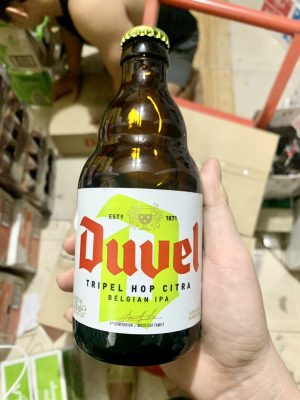 ESTD 1871
Duvel
TRIPEL HOP CITRA
BELGIAN IPA